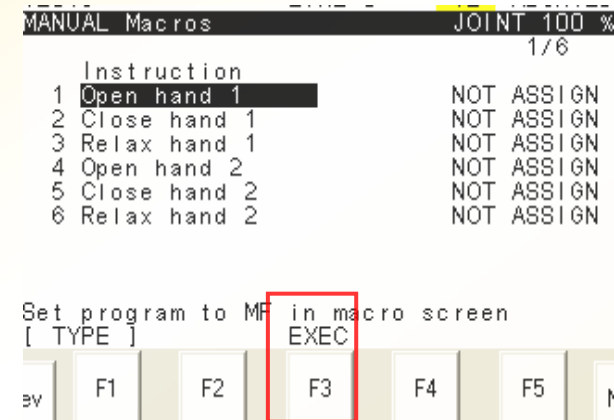 MANUAL Macros JOINT 100 %
1/6
Instruction
1 Open hand 1 NOT ASSIGN
2 Close hand 1 NOT ASSIGN
3 Relax hand 1 NOT ASSIGN
4 Open hand 2 NOT ASSIGN
5 Close hand 2 NOT ASSIGN
6 Relax hand 2 NOT ASSIGN
Set program to MF in macro screen
[ TYPE ] EXEC
ev F1 F2 F3 F4 F5